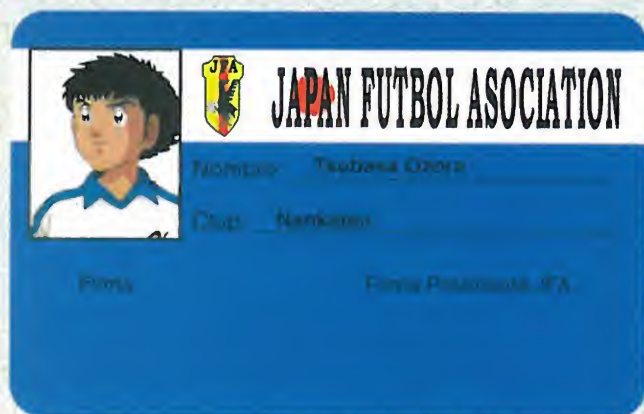 JFA
JAPAN FUTBOL ASOCIATION
Nombre: Tsubasa Ozora
Club: Nankatsu
Firma
Firma Presidente JFA